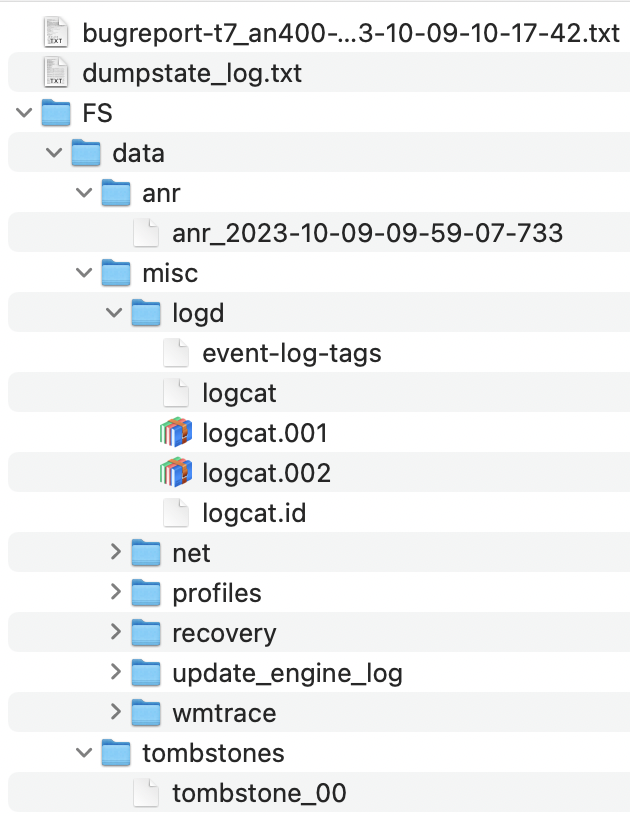 bugreport-t7_an400-...3-10-09-10-17-42.txt
dumpstate_log.txt
FS
data
anr
anr_2023-10-09-09-59-07-733
misc
logd
event-log-tags
logcat
logcat.001
logcat.002
logcat.id
net
profiles
recovery
update_engine_log
wmtrace
tombstones
tombstone_00